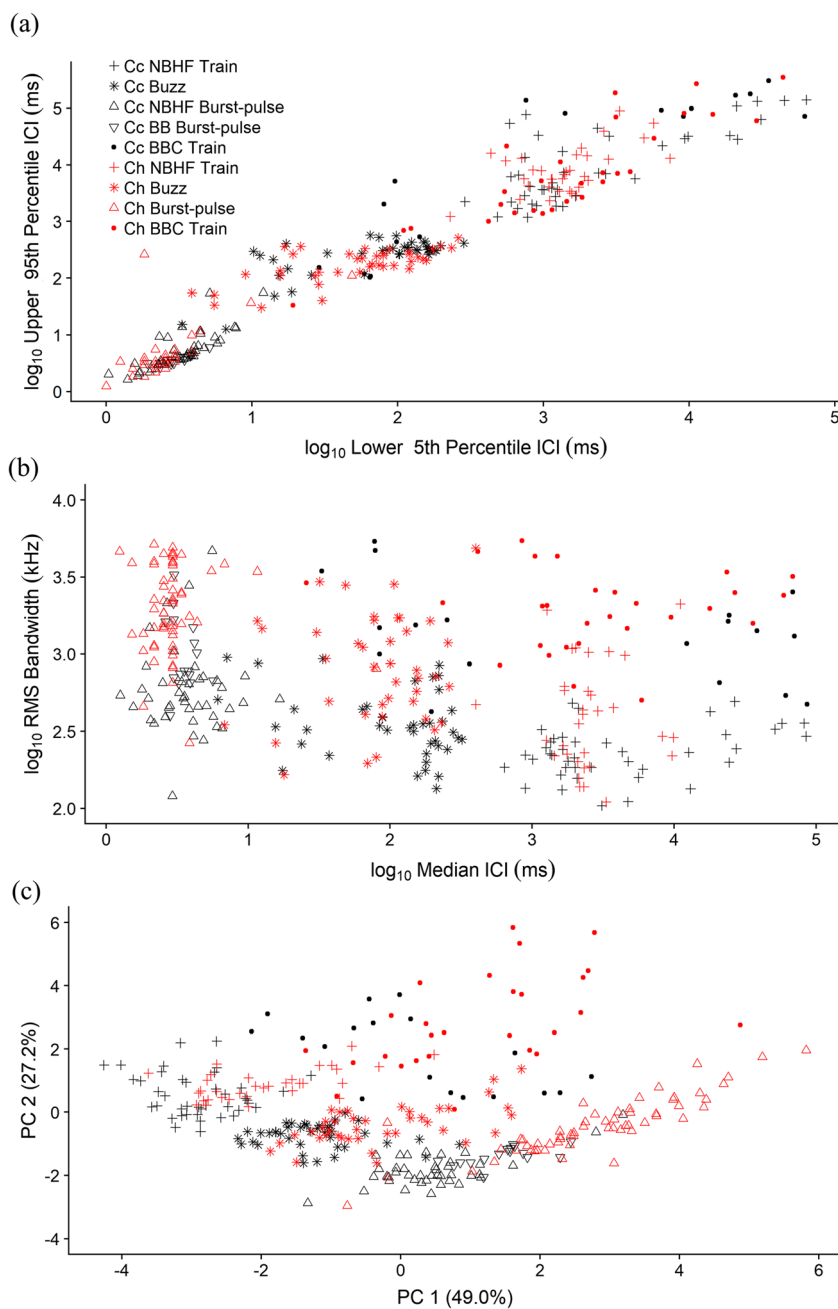 (a)
Cc NBHF Train
Cc Buzz
Cc NBHF Burst-pulse
Cc BB Burst-pulse
Cc BBC Train
Ch NBHF Train
Ch Buzz
Ch Burst-pulse
Ch BBC Train
log10 Upper 95th Percentile ICI (ms)
5
4
3
2
1
0
0 1 2 3 4 5
log10 Lower 5th Percentile ICI (ms)
(b)
log10 RMS Bandwidth (kHz)
4.0
3.5
3.0
2.5
2.0
0 1 2 3 4 5
log10 Median ICI (ms)
(c)
PC 2 (27.2%)
6
4
2
0
-2
-4
-4 -2 0 2 4 6
PC 1 (49.0%)